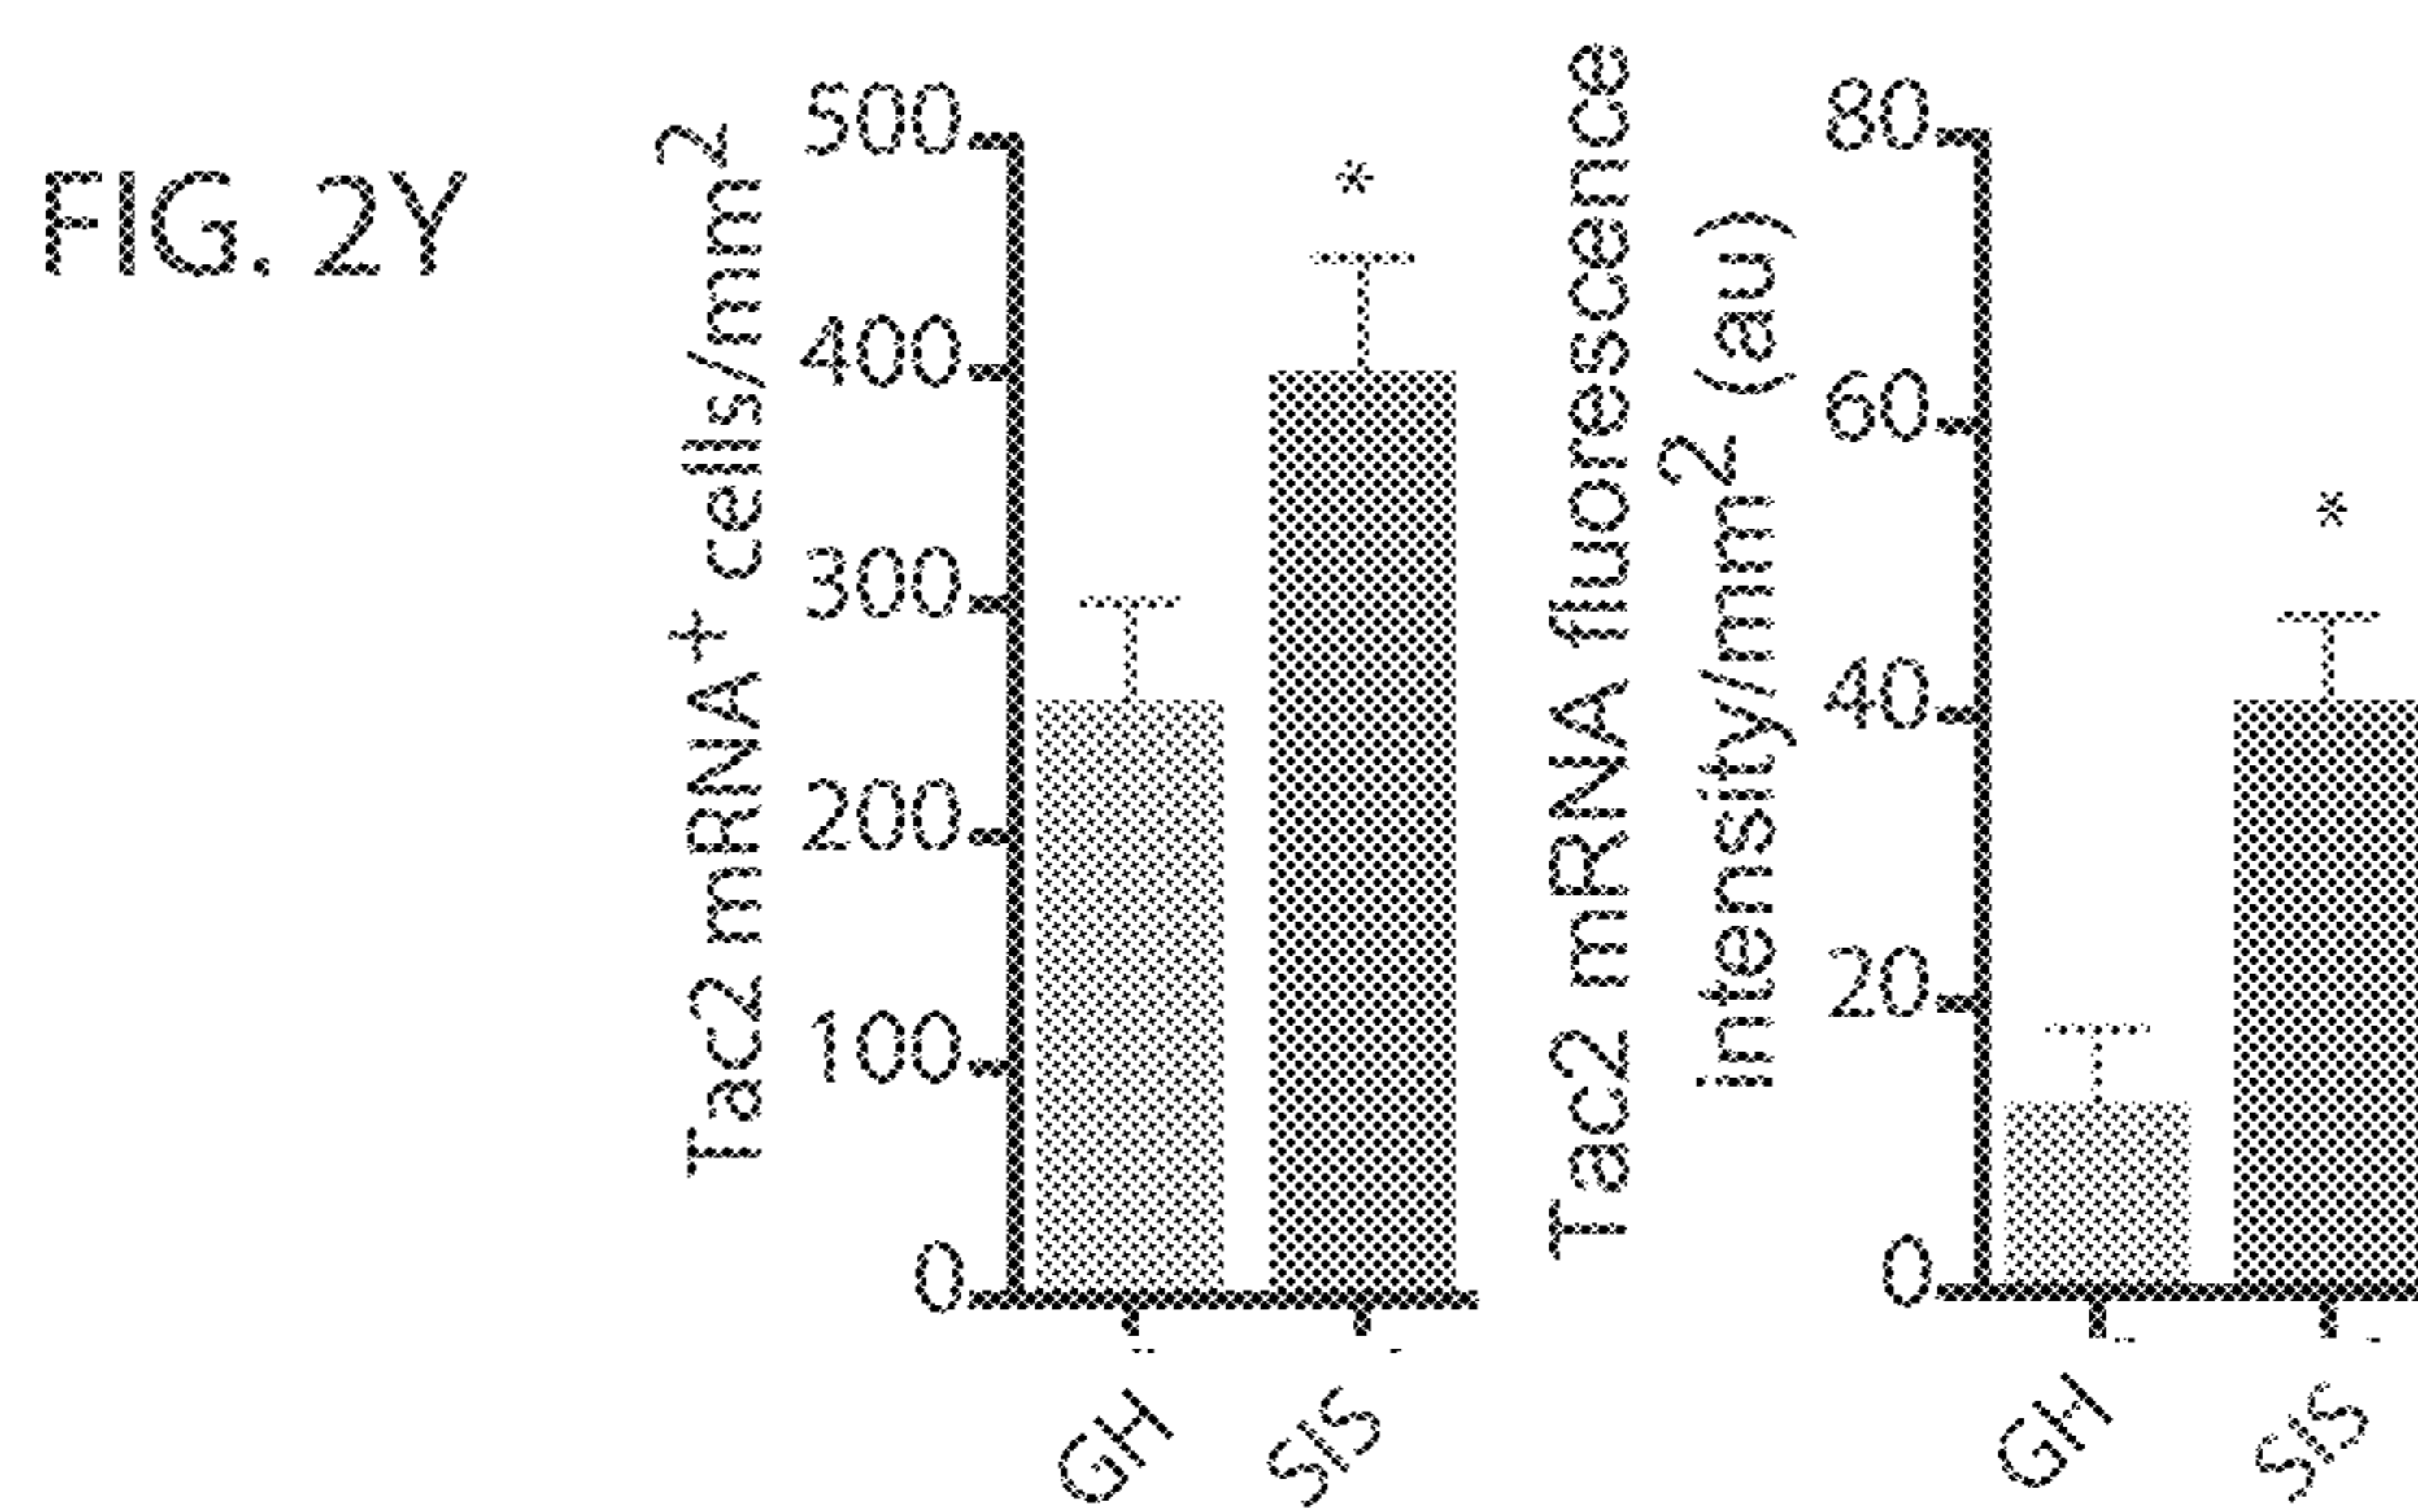 FIG. 2Y
Tac2 mRNA⁺ cells/mm²
500
400
300
200
100
0
*
GH
SIS
Tac2 mRNA fluorescence
intensity/mm² (au)
80
60
40
20
0
*
GH
SIS